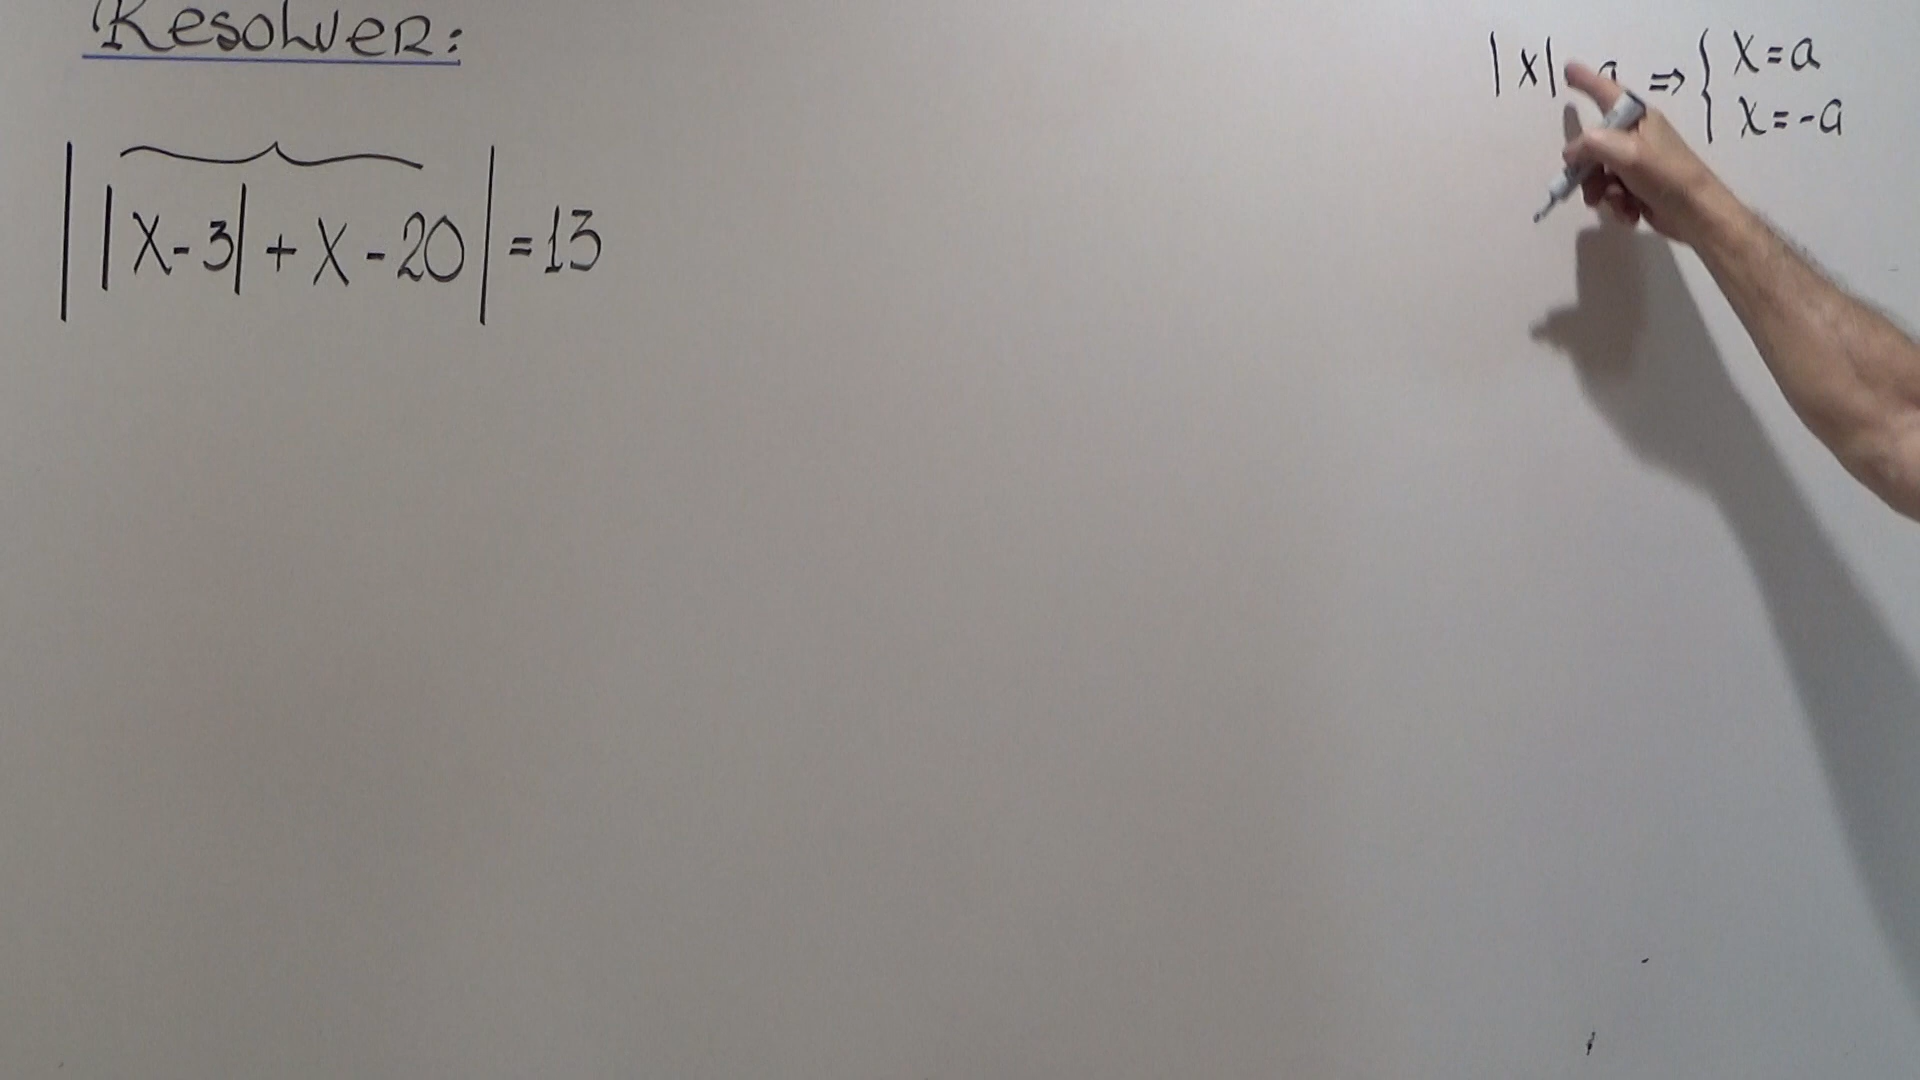 Resolver:
||x-3|+x-20|=13
|x| a ⇒ { x=a
x=-a